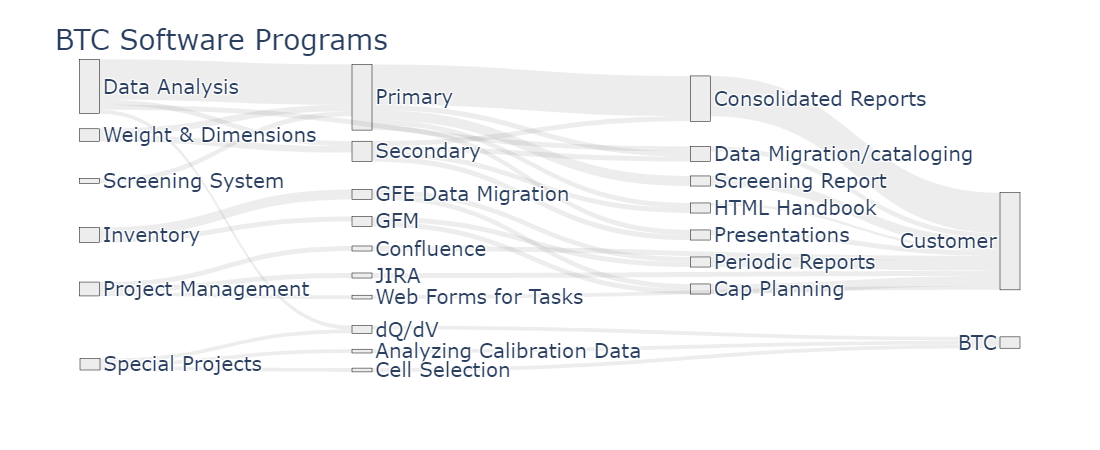 BTC Software Programs
Data Analysis
Weight & Dimensions
Screening System
Inventory
Project Management
Special Projects
Primary
Secondary
GFE Data Migration
GFM
Confluence
JIRA
Web Forms for Tasks
dQ/dV
Analyzing Calibration Data
Cell Selection
Consolidated Reports
Data Migration/cataloging
Screening Report
HTML Handbook
Presentations
Periodic Reports
Cap Planning
Customer
BTC